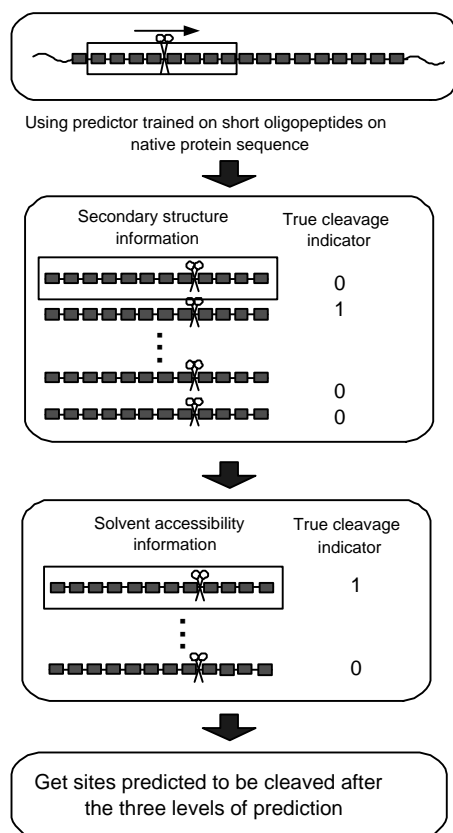 Using predictor trained on short oligopeptides on
native protein sequence
Secondary structure
information
True cleavage
indicator
0
1
0
0
Solvent accessibility
information
True cleavage
indicator
1
0
Get sites predicted to be cleaved after
the three levels of prediction